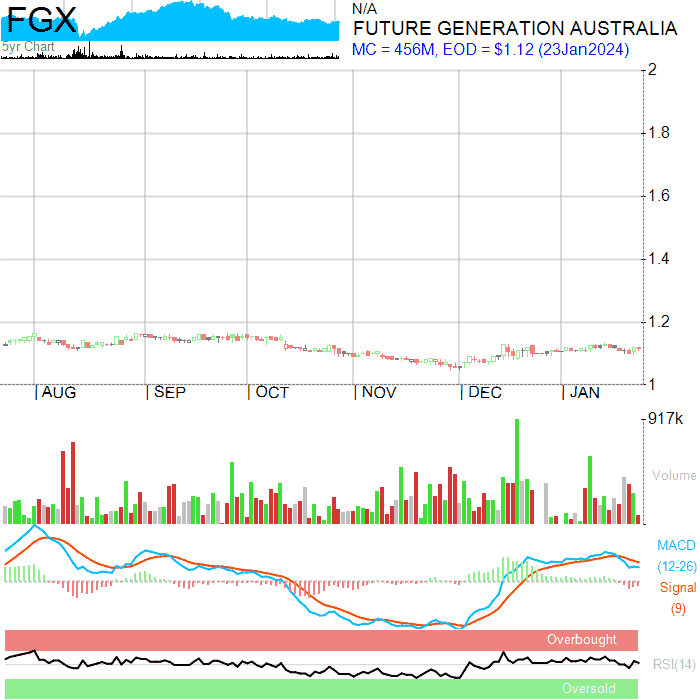 FGX
5yr Chart
N/A
FUTURE GENERATION AUSTRALIA
MC = 456M, EOD = $1.12 (23Jan2024)
2
1.8
1.6
1.4
1.2
1
AUG SEP OCT NOV DEC JAN
917k
Volume
MACD
(12-26)
Signal
(9)
Overbought
RSI(14)
Oversold